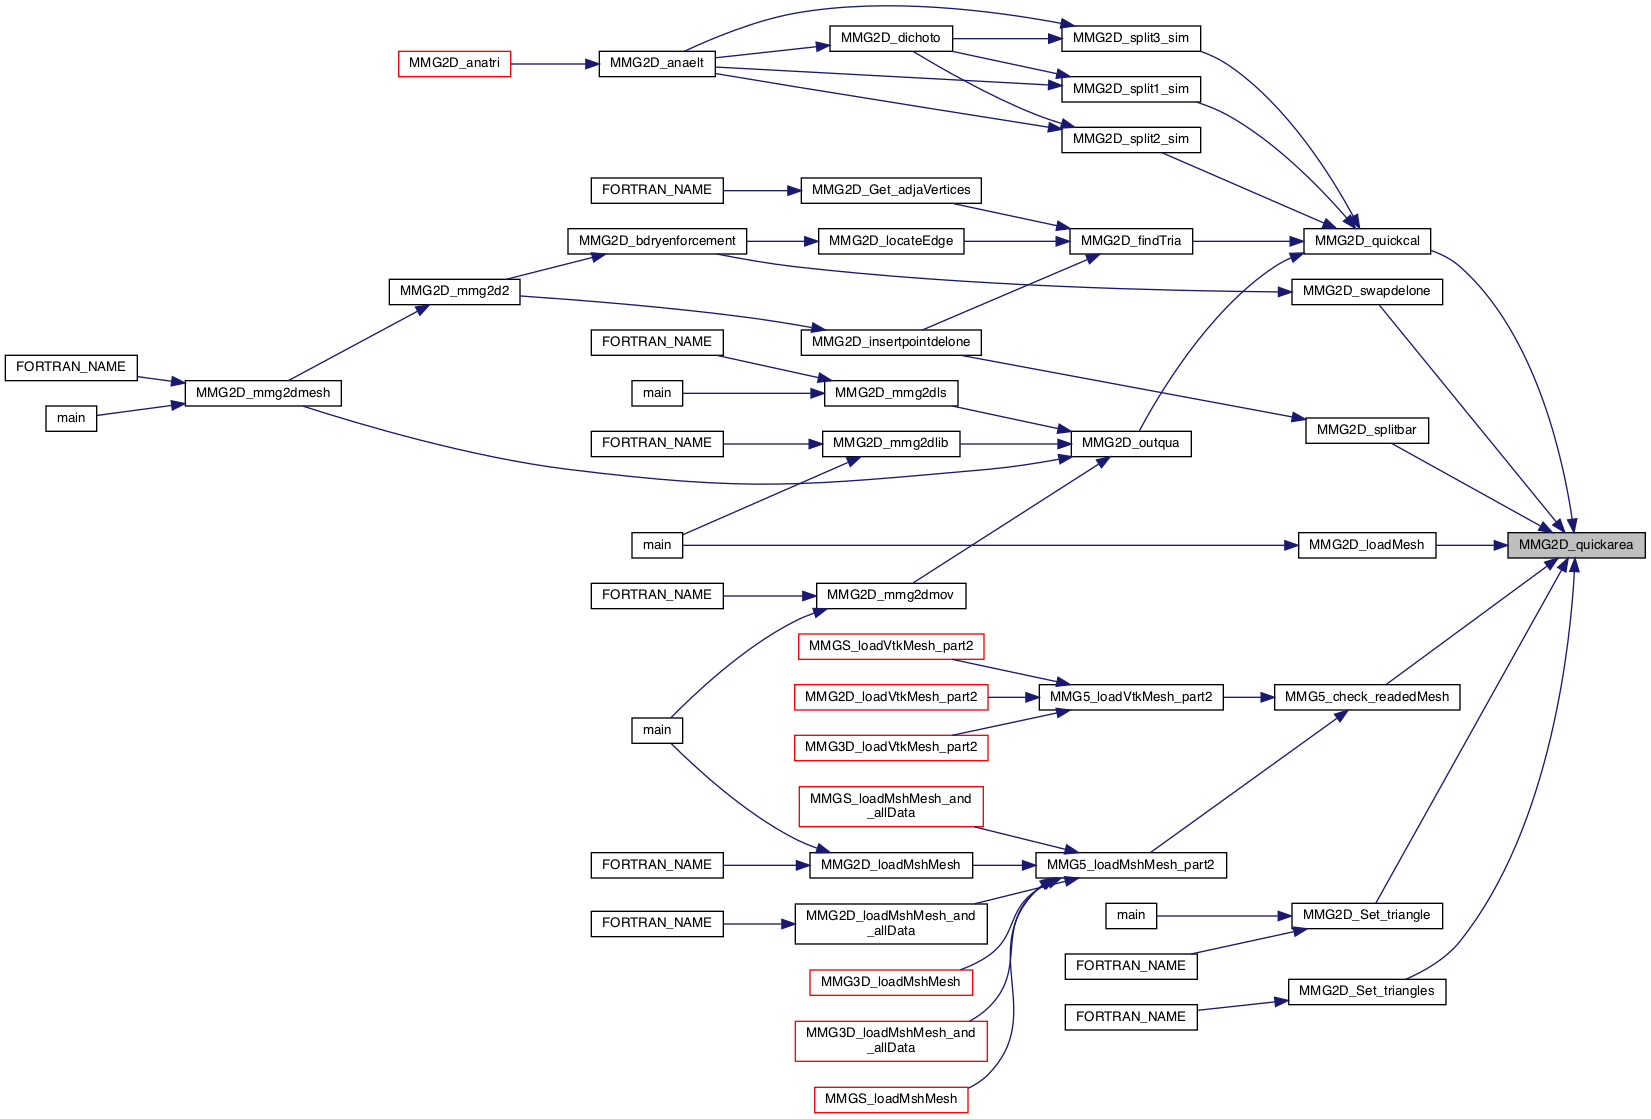 MMG2D_split3_sim
MMG2D_dichoto
MMG2D_anatri
MMG2D_anaelt
MMG2D_split1_sim
MMG2D_split2_sim
FORTRAN_NAME
MMG2D_Get_adjaVertices
MMG2D_bdryenforcement
MMG2D_locateEdge
MMG2D_findTria
MMG2D_quickcal
MMG2D_mmg2d2
MMG2D_swapdelone
FORTRAN_NAME
MMG2D_insertpointdelone
FORTRAN_NAME
MMG2D_mmg2dmesh
main
MMG2D_mmg2dls
main
MMG2D_splitbar
FORTRAN_NAME
MMG2D_mmg2dlib
MMG2D_outqua
main
MMG2D_loadMesh
MMG2D_quickarea
FORTRAN_NAME
MMG2D_mmg2dmov
MMGS_loadVtkMesh_part2
MMG2D_loadVtkMesh_part2
MMG5_loadVtkMesh_part2
MMG5_check_readedMesh
main
MMG3D_loadVtkMesh_part2
MMGS_loadMshMesh_and
_allData
FORTRAN_NAME
MMG2D_loadMshMesh
MMG5_loadMshMesh_part2
FORTRAN_NAME
MMG2D_loadMshMesh_and
_allData
main
MMG2D_Set_triangle
MMG3D_loadMshMesh
FORTRAN_NAME
MMG2D_Set_triangles
MMG3D_loadMshMesh_and
_allData
FORTRAN_NAME
MMGS_loadMshMesh